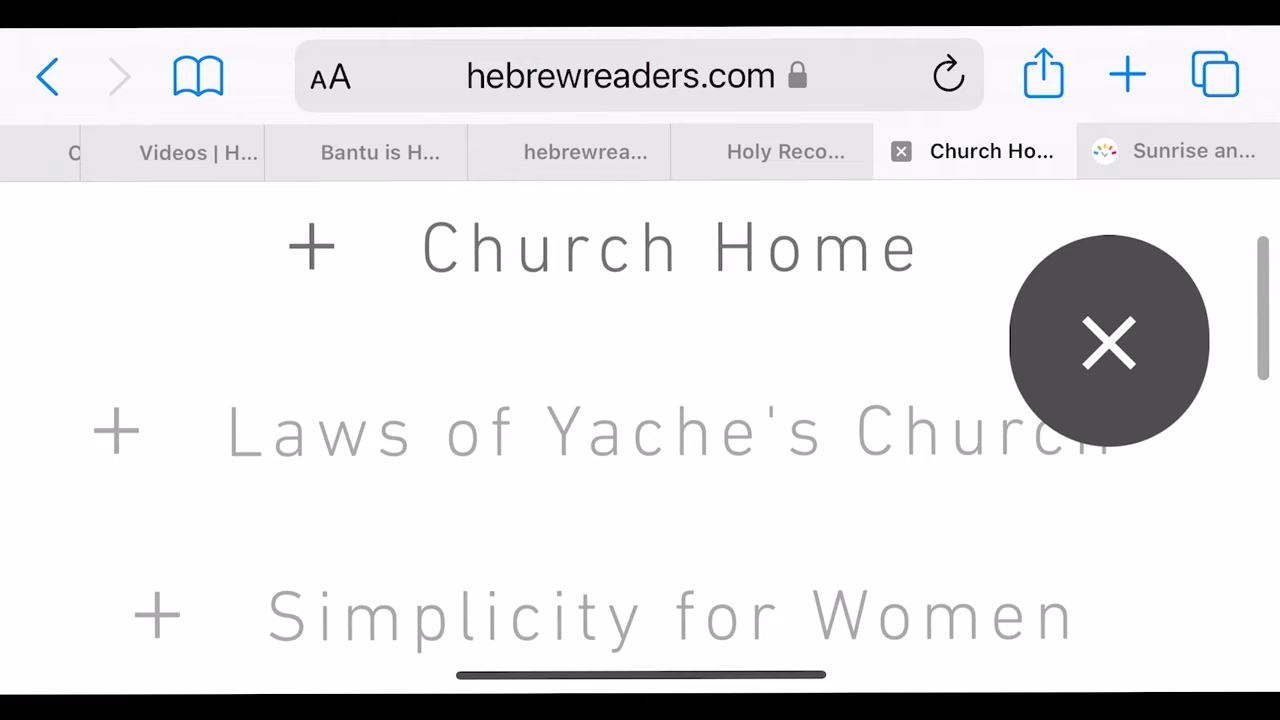 AA hebrewreaders.com
C Videos | H... Bantu is H... hebrewrea... Holy Reco... Church Ho... Sunrise an...
+ Church Home
+ Laws of Yache's Church
+ Simplicity for Women